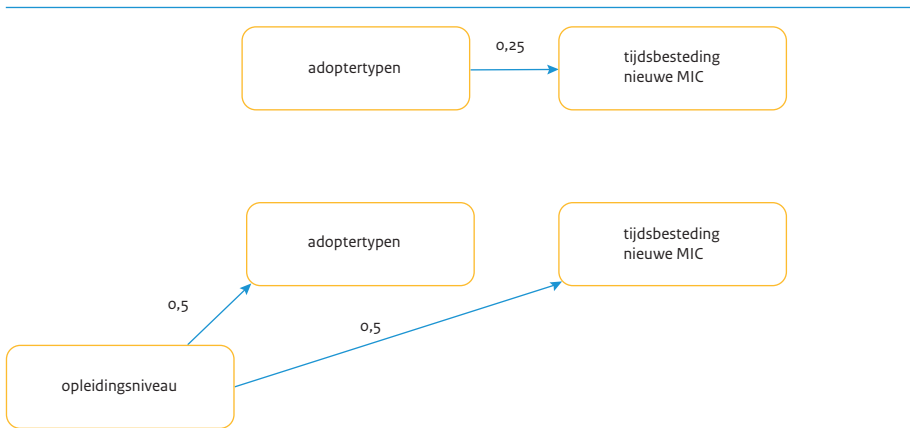 adoptertypen
0,25
tijdsbesteding
nieuwe MIC
adoptertypen
tijdsbesteding
nieuwe MIC
0,5
0,5
opleidingsniveau